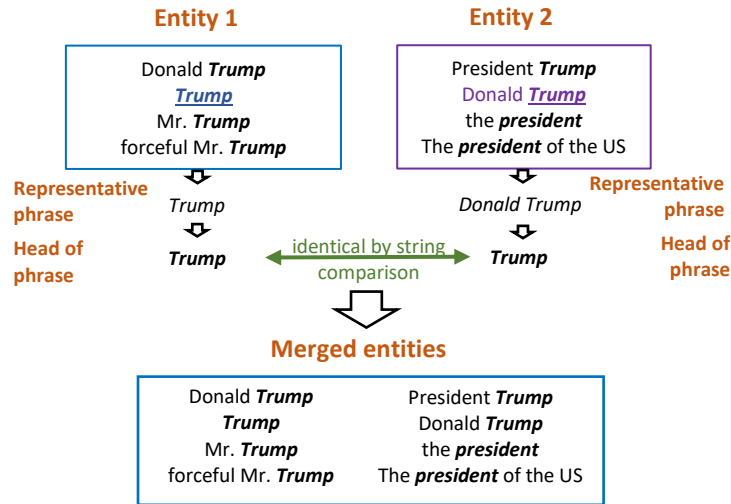 Entity 1
Entity 2
Donald Trump
Trump
Mr. Trump
forceful Mr. Trump
President Trump
Donald Trump
the president
The president of the US
Representative
phrase
Trump
Donald Trump
Representative
phrase
Head of
phrase
Trump
identical by string
comparison
Trump
Head of
phrase
Merged entities
Donald Trump
Trump
Mr. Trump
forceful Mr. Trump
President Trump
Donald Trump
the president
The president of the US